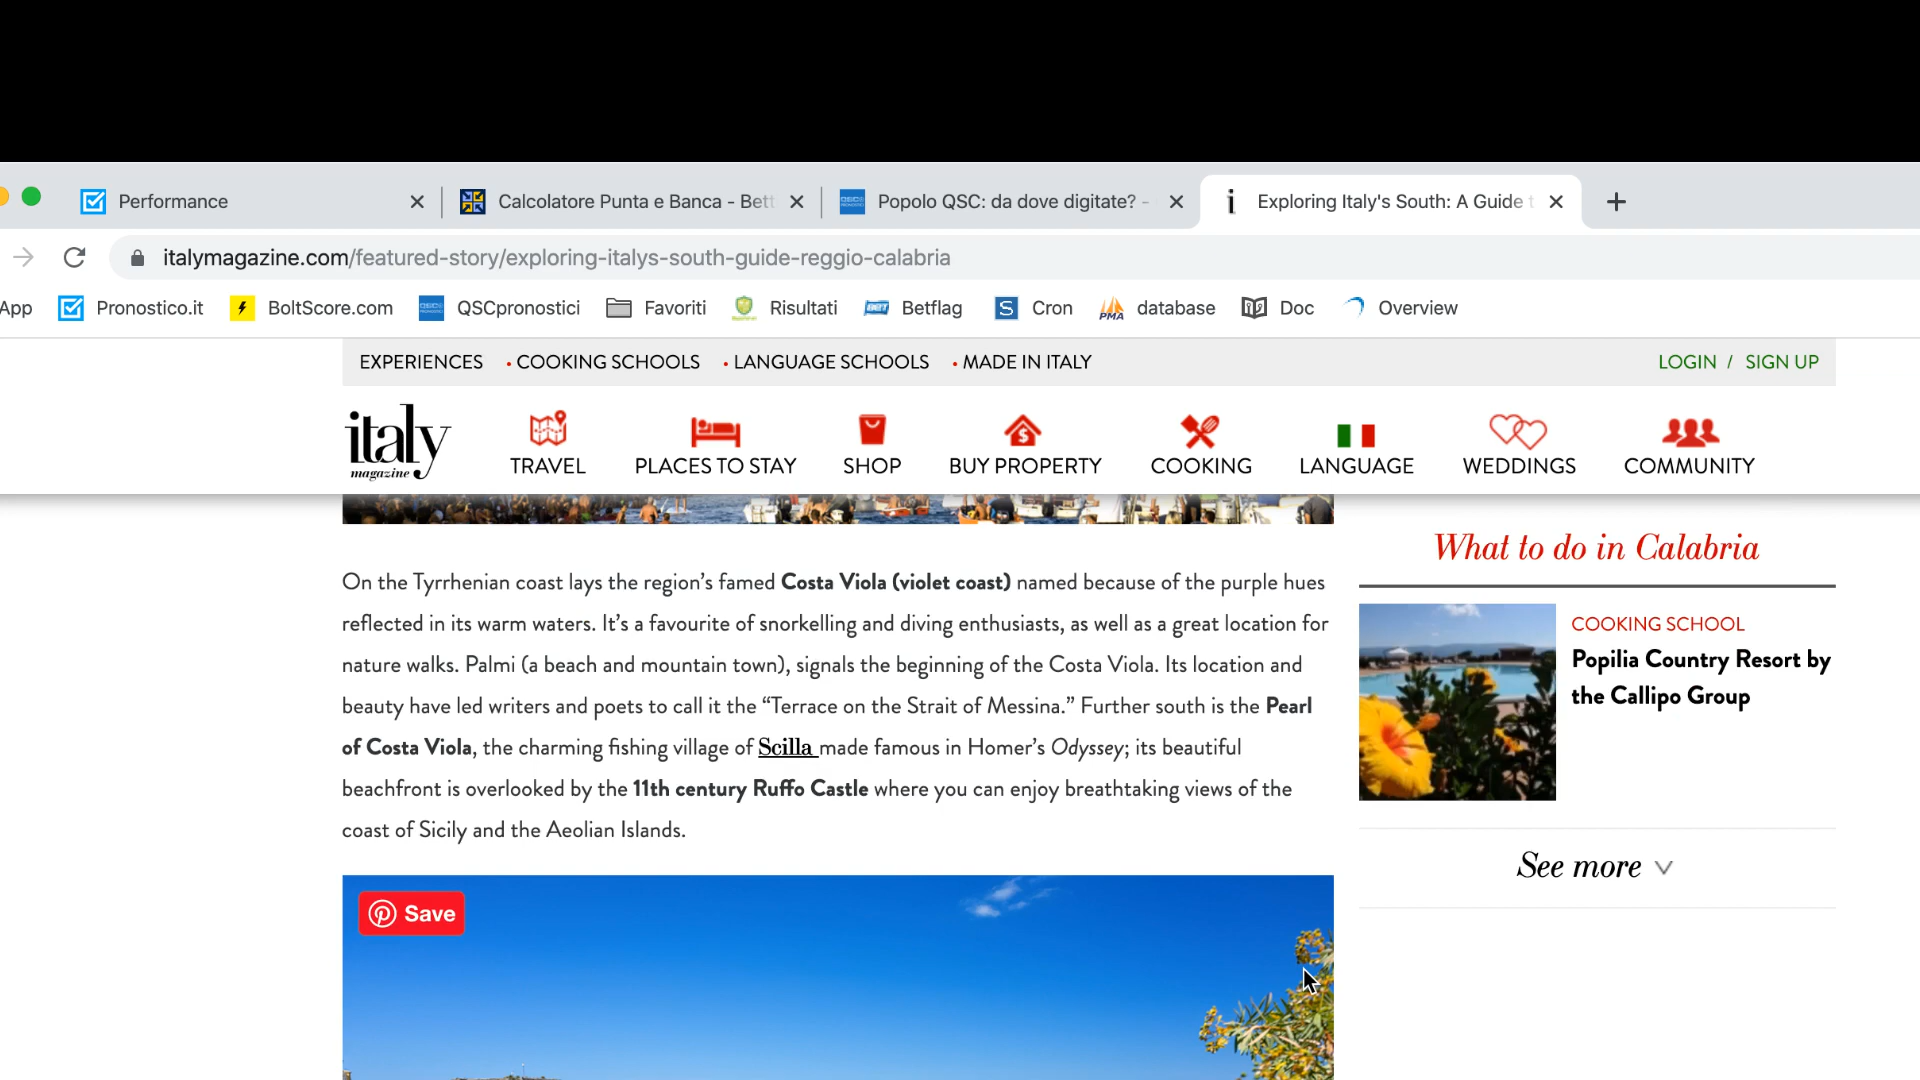 Performance
Calcolatore Punta e Banca - Bett
Popolo QSC: da dove digitate? -
Exploring Italy's South: A Guide t
italymagazine.com/featured-story/exploring-italys-south-guide-reggio-calabria
App
Pronostico.it
BoltScore.com
QSCpronostici
Favoriti
Risultati
Betflag
Cron
database
Doc
Overview
EXPERIENCES • COOKING SCHOOLS • LANGUAGE SCHOOLS • MADE IN ITALY
LOGIN / SIGN UP
italy
magazine
TRAVEL
PLACES TO STAY
SHOP
BUY PROPERTY
COOKING
LANGUAGE
WEDDINGS
COMMUNITY
On the Tyrrhenian coast lays the region’s famed Costa Viola (violet coast) named because of the purple hues
reflected in its warm waters. It’s a favourite of snorkelling and diving enthusiasts, as well as a great location for
nature walks. Palmi (a beach and mountain town), signals the beginning of the Costa Viola. Its location and
beauty have led writers and poets to call it the “Terrace on the Strait of Messina.” Further south is the Pearl
of Costa Viola, the charming fishing village of Scilla made famous in Homer’s Odyssey; its beautiful
beachfront is overlooked by the 11th century Ruffo Castle where you can enjoy breathtaking views of the
coast of Sicily and the Aeolian Islands.
Save
What to do in Calabria
COOKING SCHOOL
Popilia Country Resort by
the Callipo Group
See more